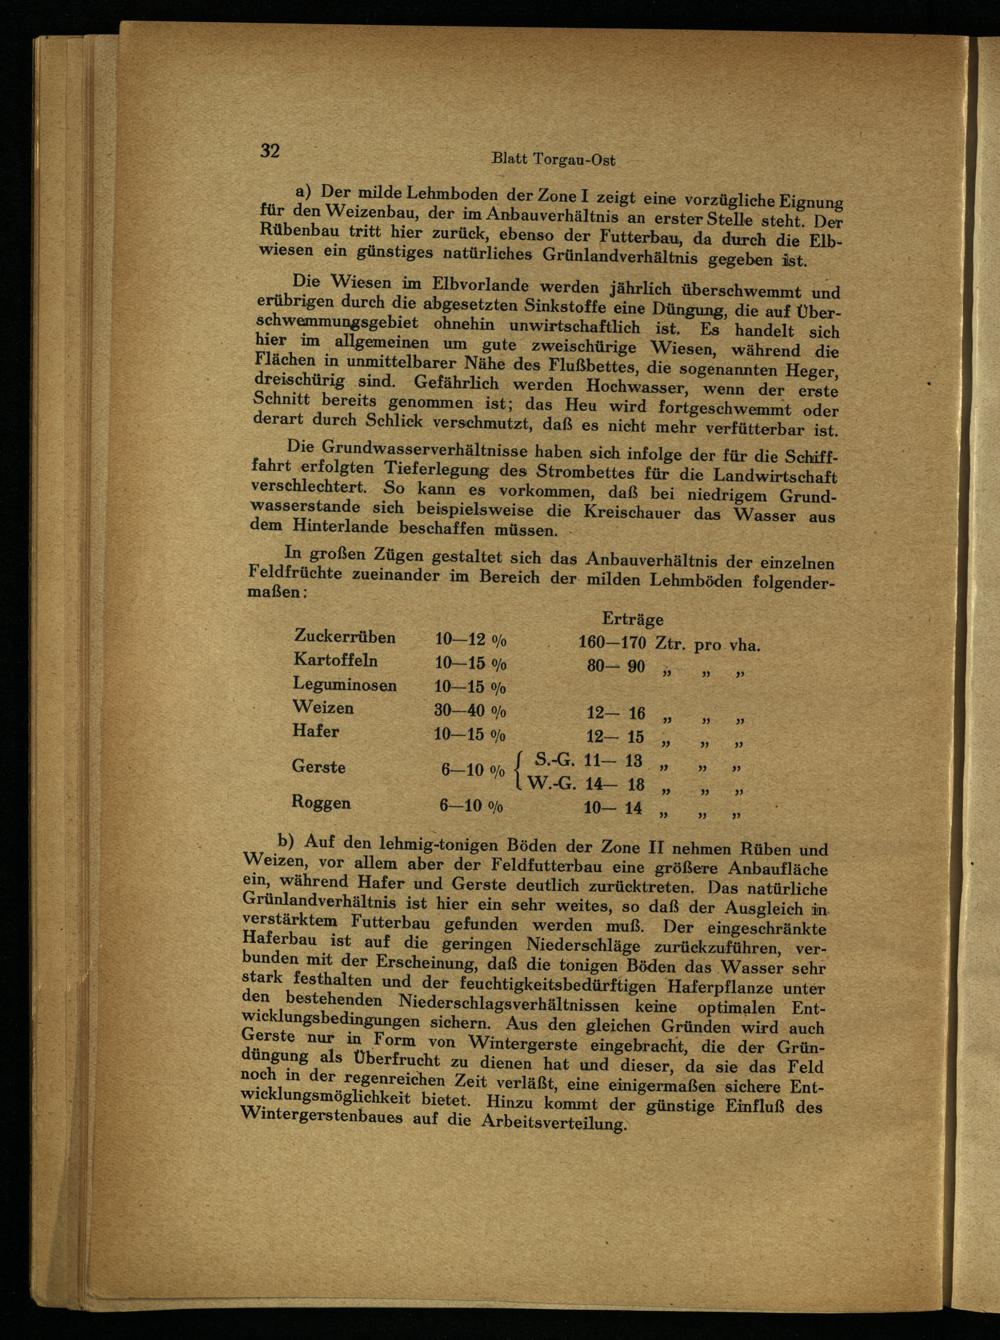 32
Blatt Torgau-Ost
a) Der milde Lehmboden der Zone I zeigt eine vorzügliche Eignung
für den Weizenbau, der im Anbauverhältnis an erster Stelle steht. Der
Rübenbau tritt hier zurück, ebenso der Futterbau, da durch die Elb-
wiesen ein günstiges natürliches Grünlandverhältnis gegeben ist.
Die Wiesen im Elbvorlande werden jährlich überschwemmt und
erübrigen durch die abgesetzten Sinkstoffe eine Düngung, die auf Über-
schwemmungsgebiet ohnehin unwirtschaftlich ist. Es handelt sich
hier im allgemeinen um gute zweischürige Wiesen, während die
Flächen in unmittelbarer Nähe des Flußbettes, die sogenannten Heger,
dreischürig sind. Gefährlich werden Hochwasser, wenn der erste
Schnitt bereits genommen ist; das Heu wird fortgeschwemmt oder
derart durch Schlick verschmutzt, daß es nicht mehr verfütterbar ist.
Die Grundwasserverhältnisse haben sich infolge der für die Schiff-
fahrt erfolgten Tieferlegung des Strombettes für die Landwirtschaft
verschlechtert. So kann es vorkommen, daß bei niedrigem Grund-
wasserstande sich beispielsweise die Kreischauer das Wasser aus
dem Hinterlande beschaffen müssen.
In großen Zügen gestaltet sich das Anbauverhältnis der einzelnen
Feldfrüchte zueinander im Bereich der milden Lehmböden folgender-
maßen:
Erträge
Zuckerrüben 10—12 % 160—170 Ztr. pro vha.
Kartoffeln 10—15 % 80— 90 „ „ „
Leguminosen 10—15 %
Weizen 30—40 % 12— 16 „ „ „
Hafer 10—15 % 12— 15 „ „ „
Gerste 6—10 % { S.-G. 11— 13 „ „ „
W.-G. 14— 18 „ „ „
Roggen 6—10 % 10— 14 „ „ „
b) Auf den lehmig-tonigen Böden der Zone II nehmen Rüben und
Weizen, vor allem aber der Feldfutterbau eine größere Anbaufläche
ein, während Hafer und Gerste deutlich zurücktreten. Das natürliche
Grünlandverhältnis ist hier ein sehr weites, so daß der Ausgleich in
verstärktem Futterbau gefunden werden muß. Der eingeschränkte
Haferbau ist auf die geringen Niederschläge zurückzuführen, ver-
bunden mit der Erscheinung, daß die tonigen Böden das Wasser sehr
stark festhalten und der feuchtigkeitsbedürftigen Haferpflanze unter
den bestehenden Niederschlagsverhältnissen keine optimalen Ent-
wicklungsbedingungen sichern. Aus den gleichen Gründen wird auch
Gerste nur in Form von Wintergerste eingebracht, die der Grün-
düngung als Überfrucht zu dienen hat und dieser, da sie das Feld
noch in der regenreichen Zeit verläßt, eine einigermaßen sichere Ent-
wicklungsmöglichkeit bietet. Hinzu kommt der günstige Einfluß des
Wintergerstenbaues auf die Arbeitsverteilung.